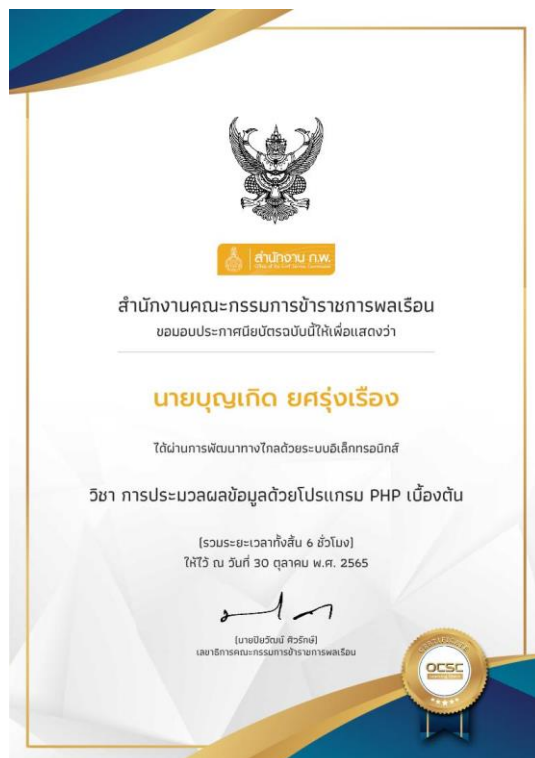 สำนักงาน ก.พ.
Office of the Civil Service Commission
สำนักงานคณะกรรมการข้าราชการพลเรือน
ขอมอบประกาศนียบัตรฉบับนี้ให้เพื่อแสดงว่า
นายบุญเกิด ยศรุ่งเรือง
ได้ผ่านการพัฒนาทางไกลด้วยระบบอิเล็กทรอนิกส์
วิชา การประมวลผลข้อมูลด้วยโปรแกรม PHP เบื้องต้น
(รวมระยะเวลาทั้งสิ้น 6 ชั่วโมง)
ให้ไว้ ณ วันที่ 30 ตุลาคม พ.ศ. 2565
(นายปิยวัฒน์ ศิวรักษ์)
เลขาธิการคณะกรรมการข้าราชการพลเรือน
CERTIFICATE
OCSC
Learning Space